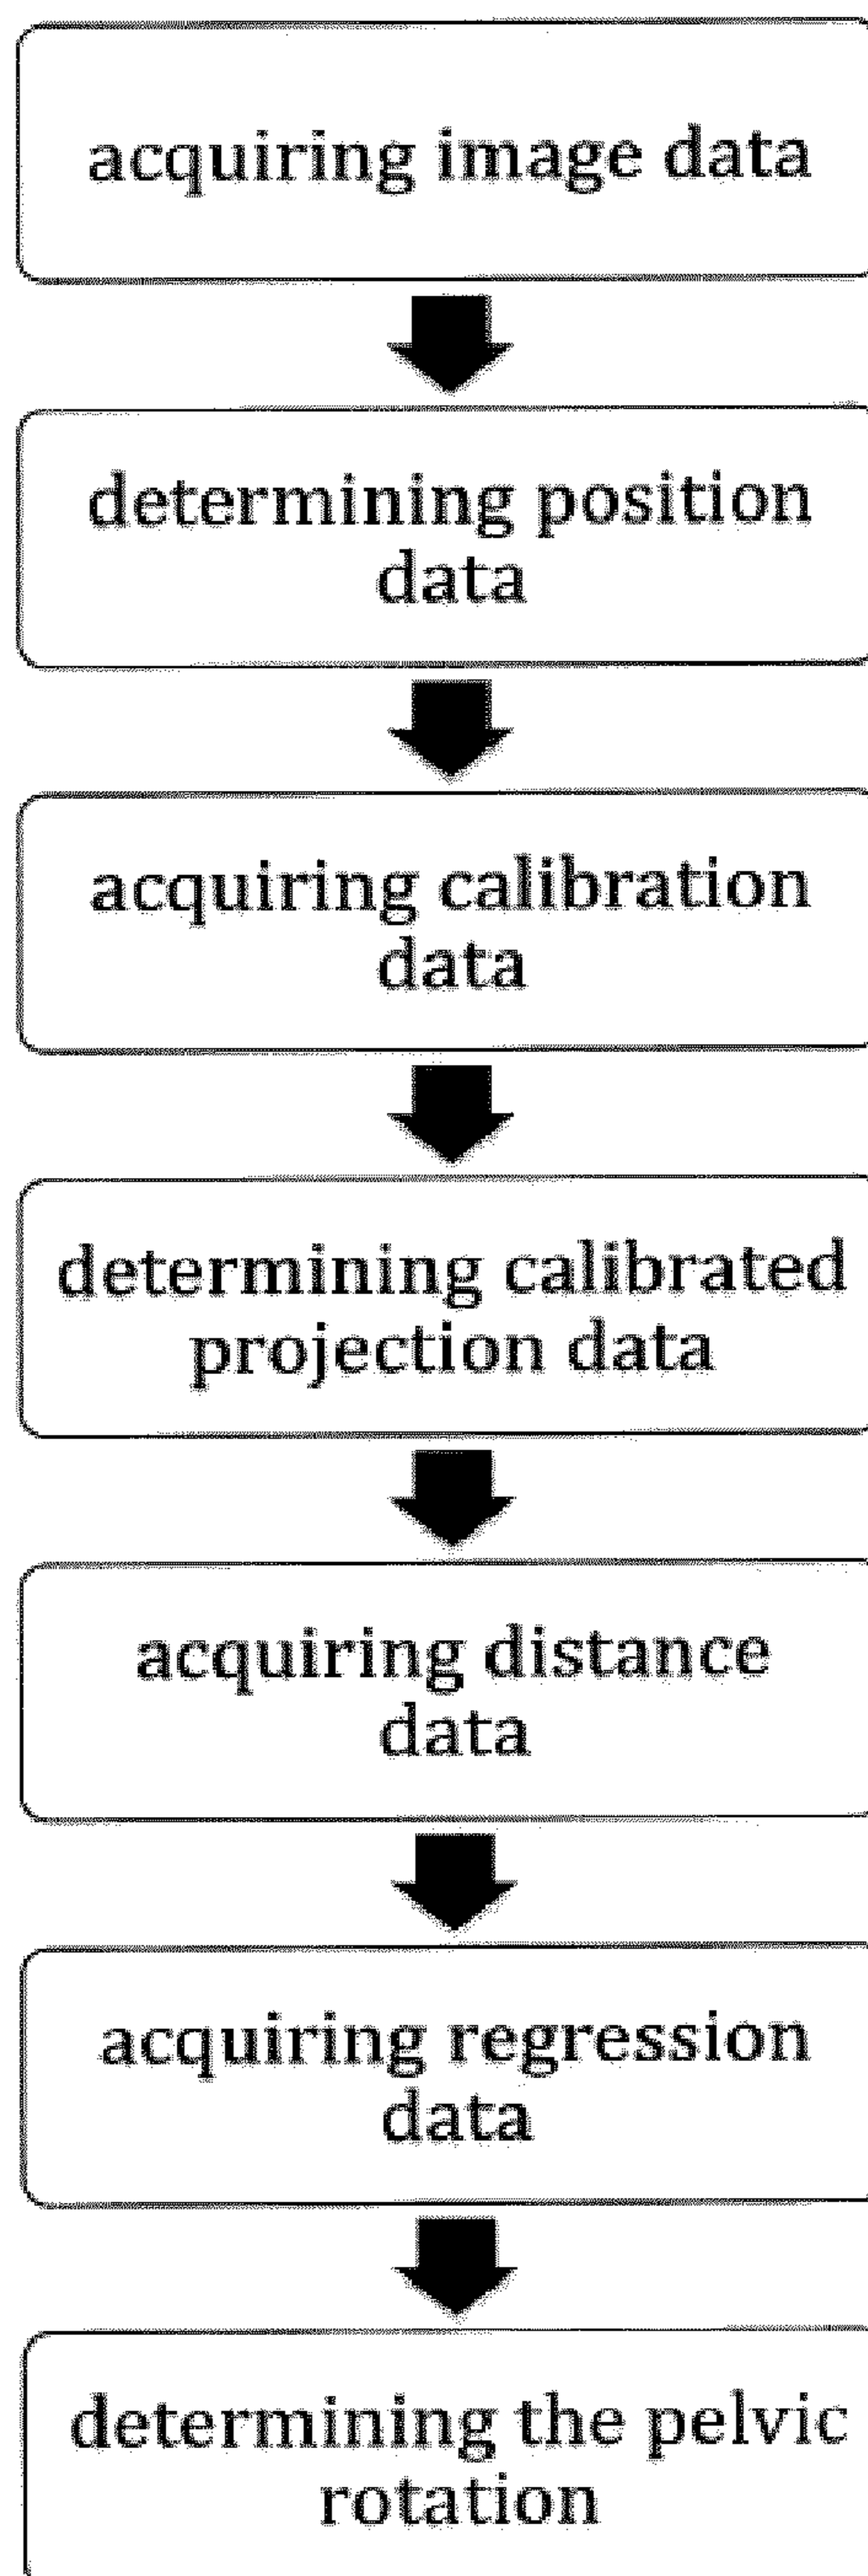 acquiring image data
determining position
data
acquiring calibration
data
determining calibrated
projection data
acquiring distance
data
acquiring regression
data
determining the pelvic
rotation